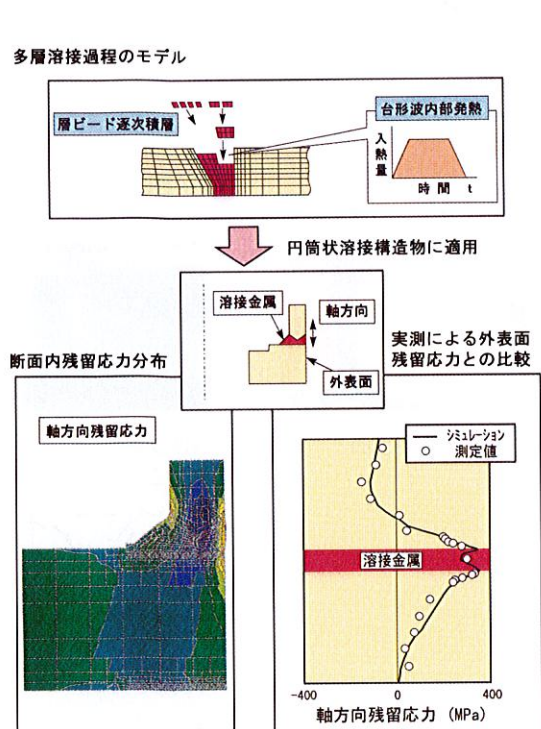 多層溶接過程のモデル
層ビード逐次積層
台形波内部発熱
入熱量
時間 t
円筒状溶接構造物に適用
溶接金属
軸方向
外表面
断面内残留応力分布
実測による外表面
残留応力との比較
軸方向残留応力
シミュレーション
測定値
溶接金属
-400
0
400
軸方向残留応力 (MPa)